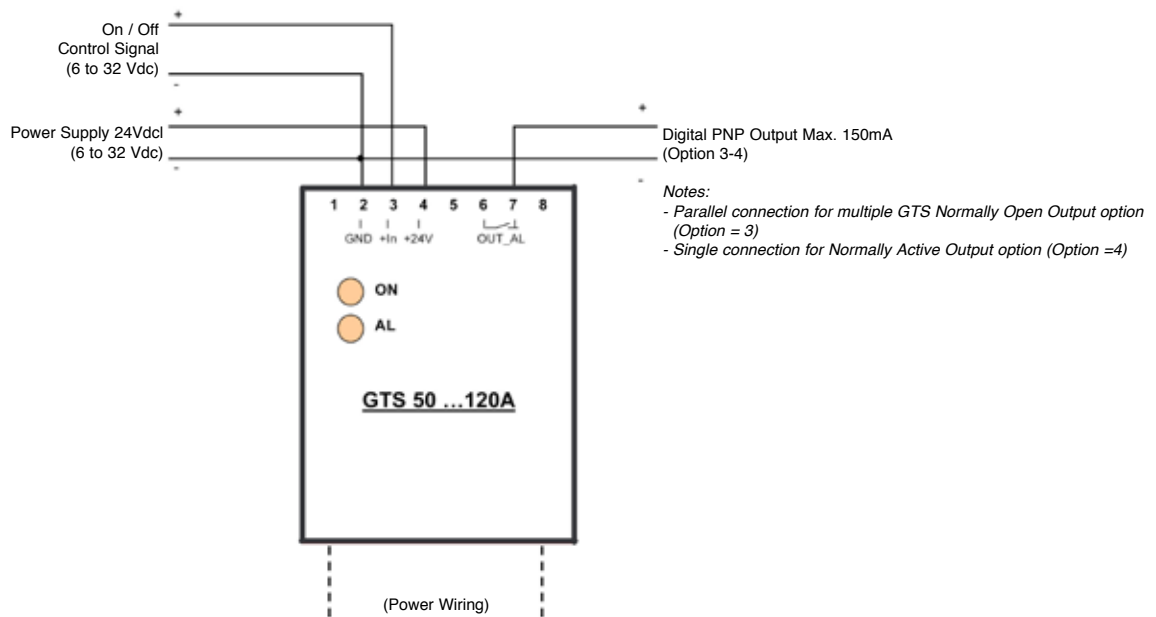 +
On / Off
Control Signal
(6 to 32 Vdc)
-
+
Power Supply 24Vdcl
(6 to 32 Vdc)
-
+
Digital PNP Output Max. 150mA
(Option 3-4)
-
Notes:
- Parallel connection for multiple GTS Normally Open Output option
(Option = 3)
- Single connection for Normally Active Output option (Option =4)
1 2 3 4 5 6 7 8
GND +In +24V OUT_AL
ON
AL
GTS 50 ...120A
(Power Wiring)